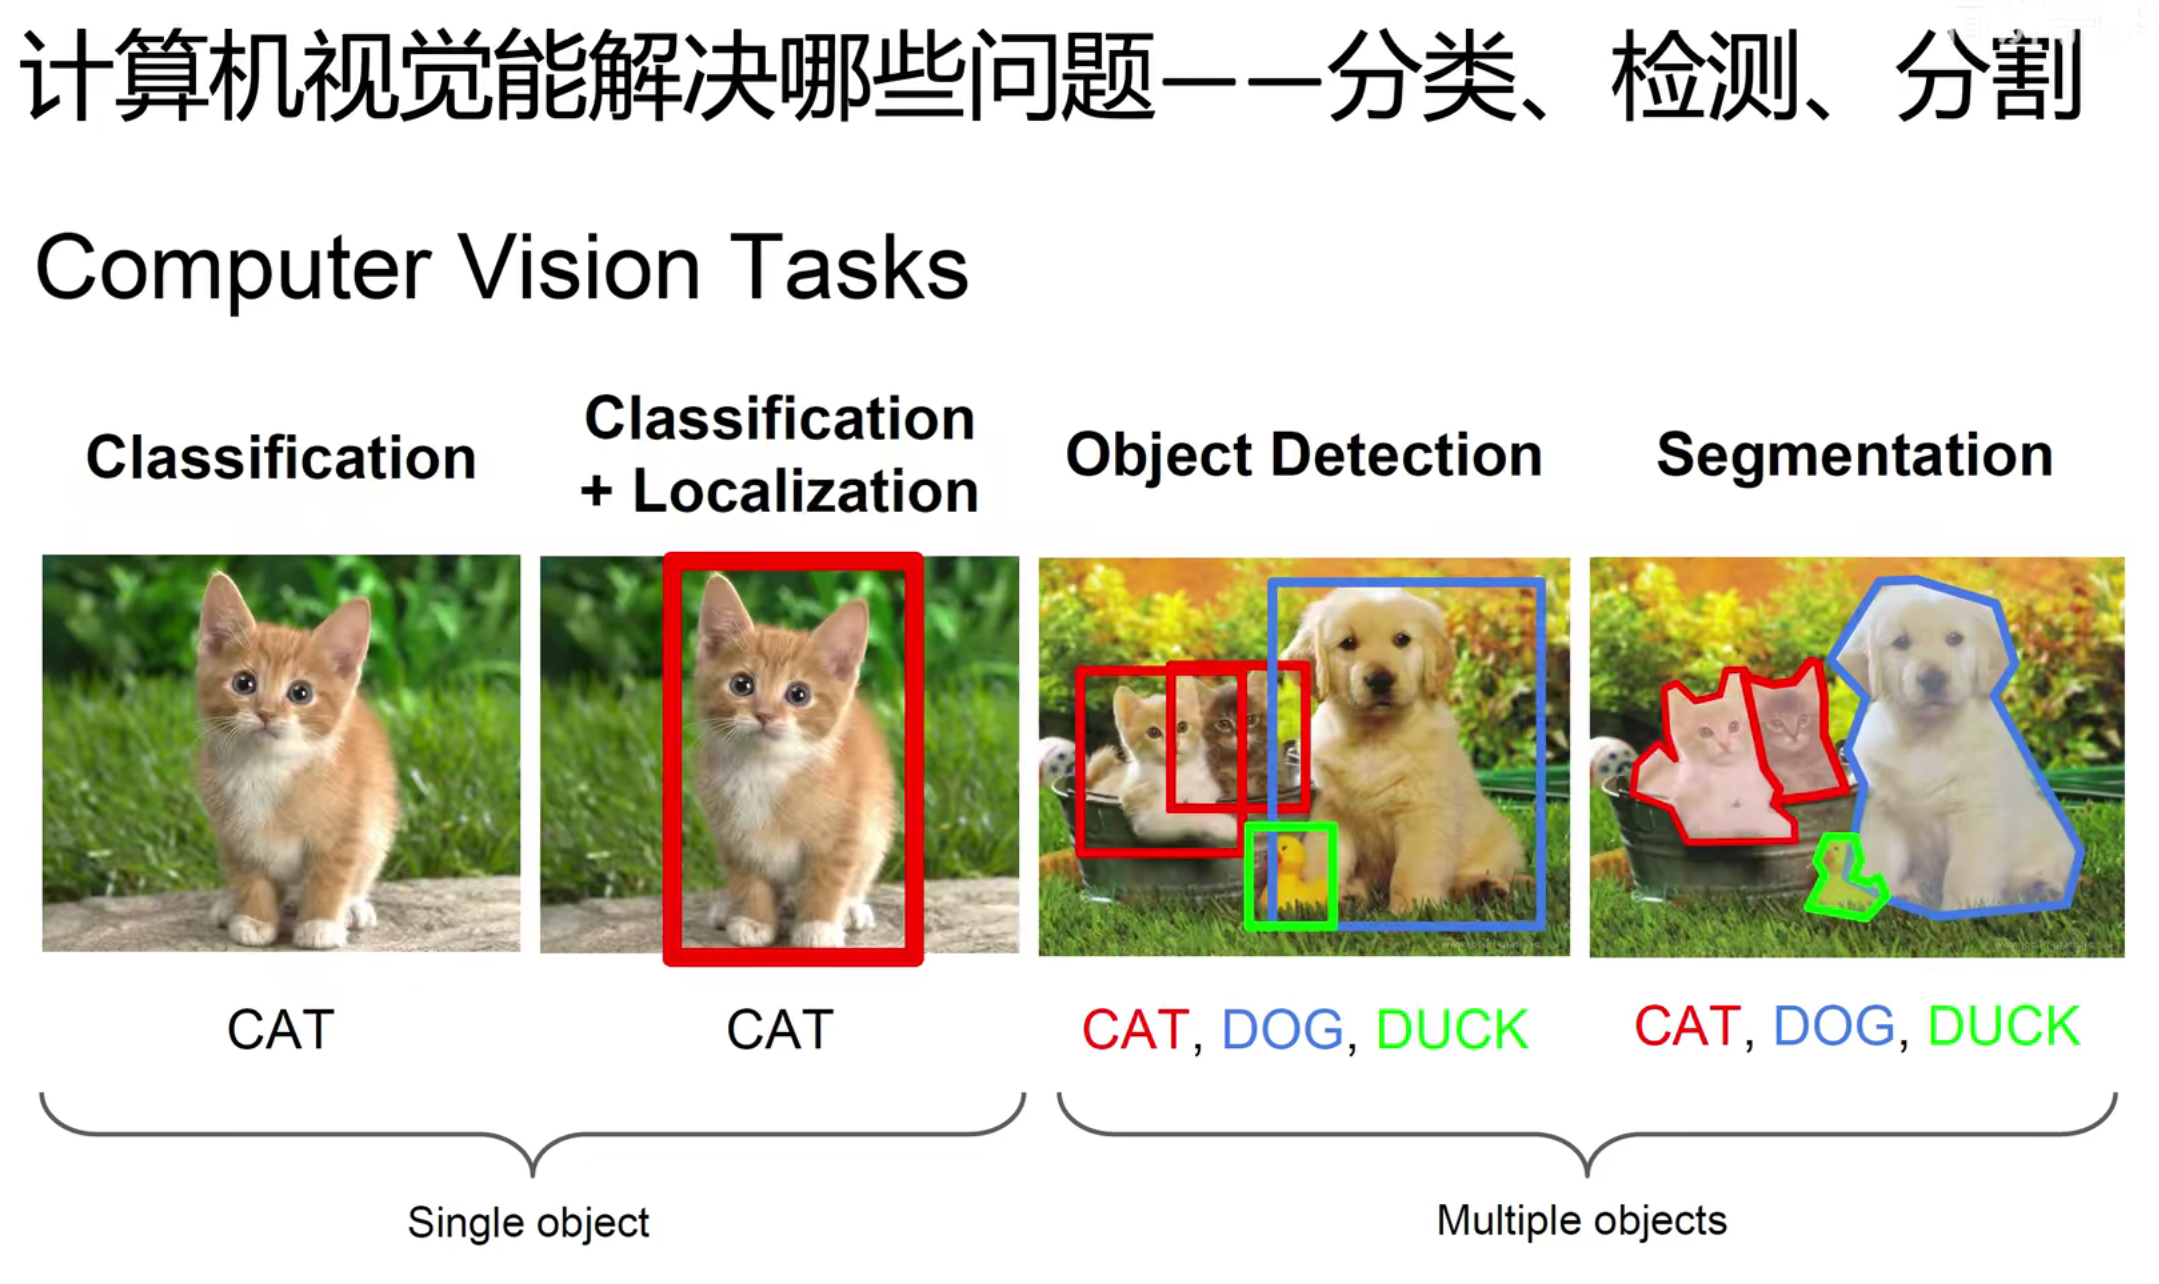 计算机视觉能解决哪些问题——分类、检测、分割
Computer Vision Tasks
Classification
Classification
+ Localization
Object Detection
Segmentation
CAT
CAT
CAT, DOG, DUCK
CAT, DOG, DUCK
Single object
Multiple objects